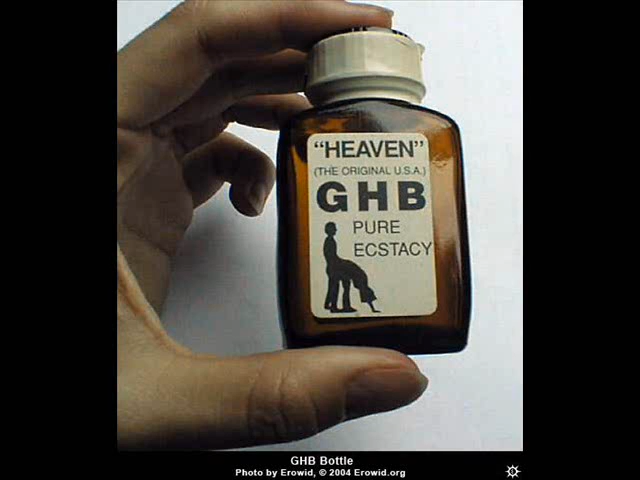 "HEAVEN"
(THE ORIGINAL U.S.A.)
GHB
PURE
ECSTACY
GHB Bottle
Photo by Erowid, © 2004 Erowid.org